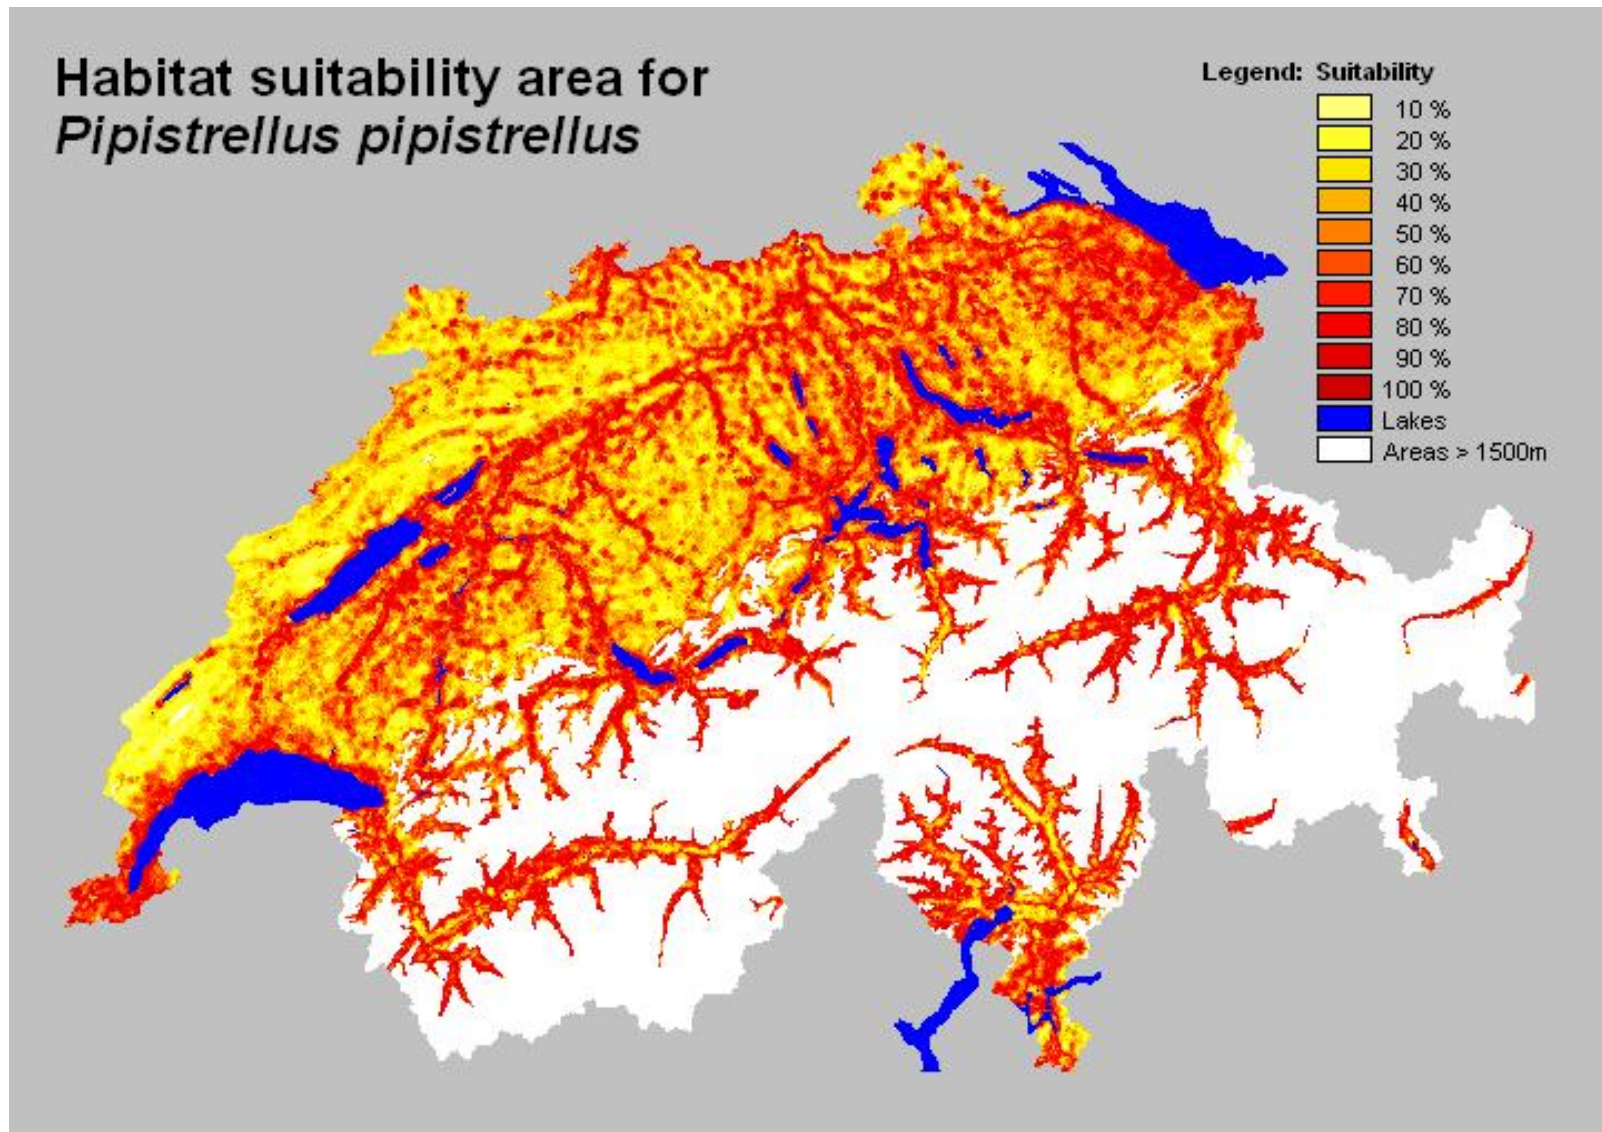 Habitat suitability area for
Pipistrellus pipistrellus
Legend: Suitability
10 %
20 %
30 %
40 %
50 %
60 %
70 %
80 %
90 %
100 %
Lakes
Areas > 1500m